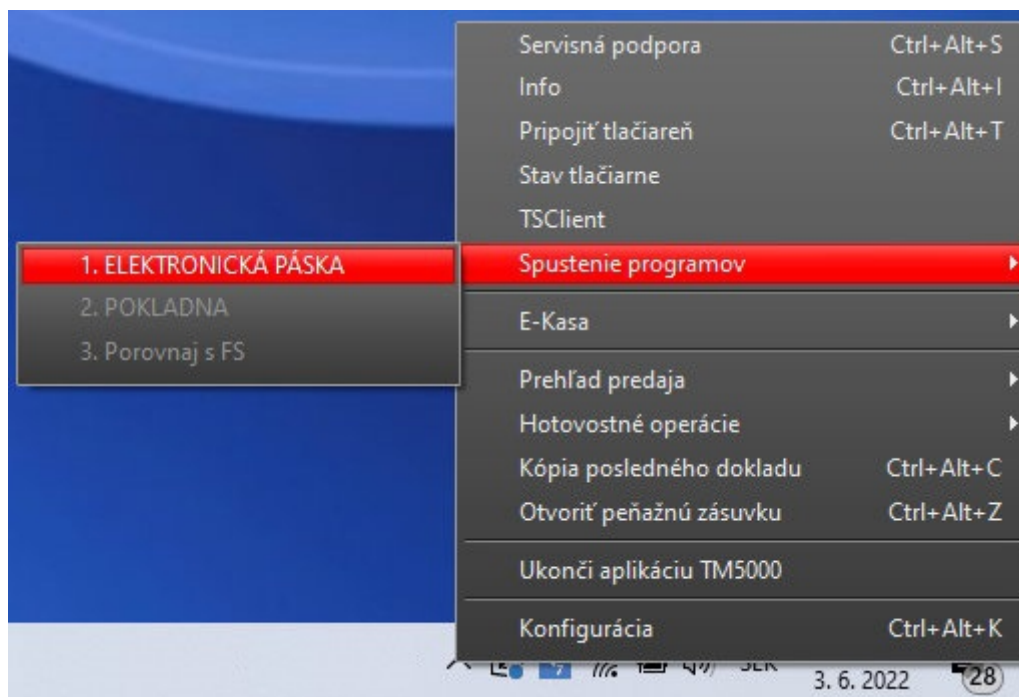 Servisná podpora Ctrl+Alt+S
Info Ctrl+Alt+I
Pripojiť tlačiareň Ctrl+Alt+T
Stav tlačiarne
TSClient
Spustenie programov
1. ELEKTRONICKÁ PÁSKA
2. POKLADNA
3. Porovnaj s FS
E-Kasa
Prehľad predaja
Hotovostné operácie
Kópia posledného dokladu Ctrl+Alt+C
Otvoriť peňažnú zásuvku Ctrl+Alt+Z
Ukonči aplikáciu TM5000
Konfigurácia Ctrl+Alt+K
3. 6. 2022
28